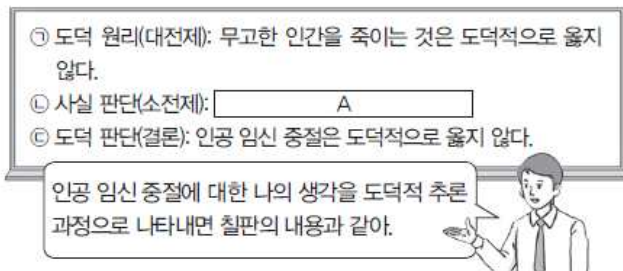 ㉠ 도덕 원리(대전제): 무고한 인간을 죽이는 것은 도덕적으로 옳지
않다.
㉡ 사실 판단(소전제): A
㉢ 도덕 판단(결론): 인공 임신 중절은 도덕적으로 옳지 않다.
인공 임신 중절에 대한 나의 생각을 도덕적 추론
과정으로 나타내면 칠판의 내용과 같아.